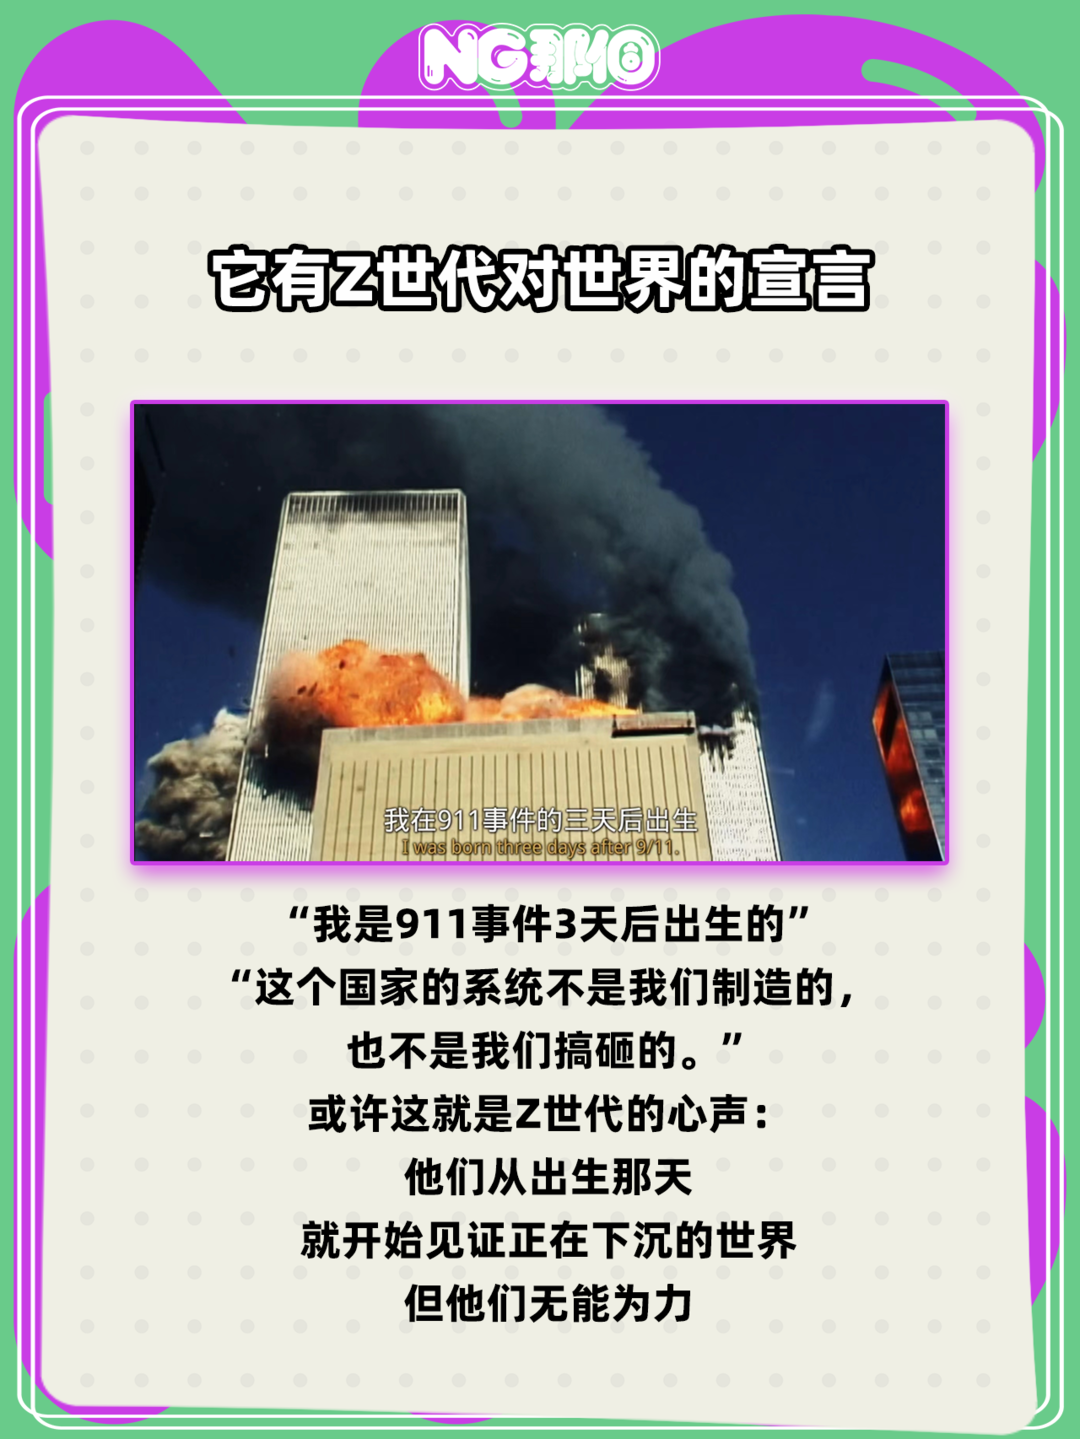 NG那個
它有Z世代对世界的宣言
我在911事件的三天后出生
I was born three days after 9/11.
“我是911事件3天后出生的”
“这个国家的系统不是我们制造的，
也不是我们搞砸的。”
或许这就是Z世代的心声：
他们从出生那天
就开始见证正在下沉的世界
但他们无能为力